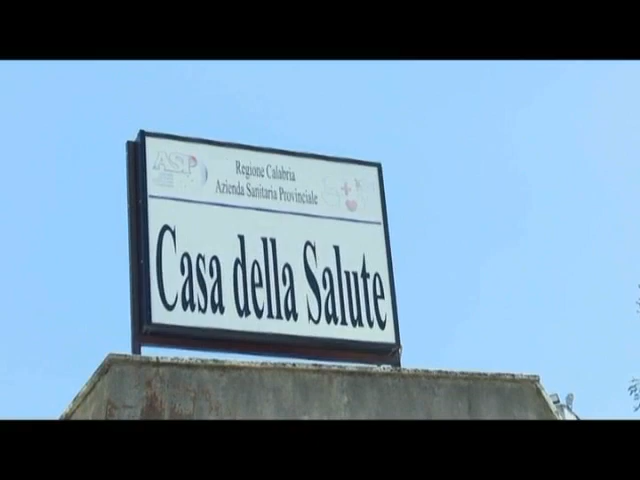 ASP
Regione Calabria
Azienda Sanitaria Provinciale
Casa della Salute